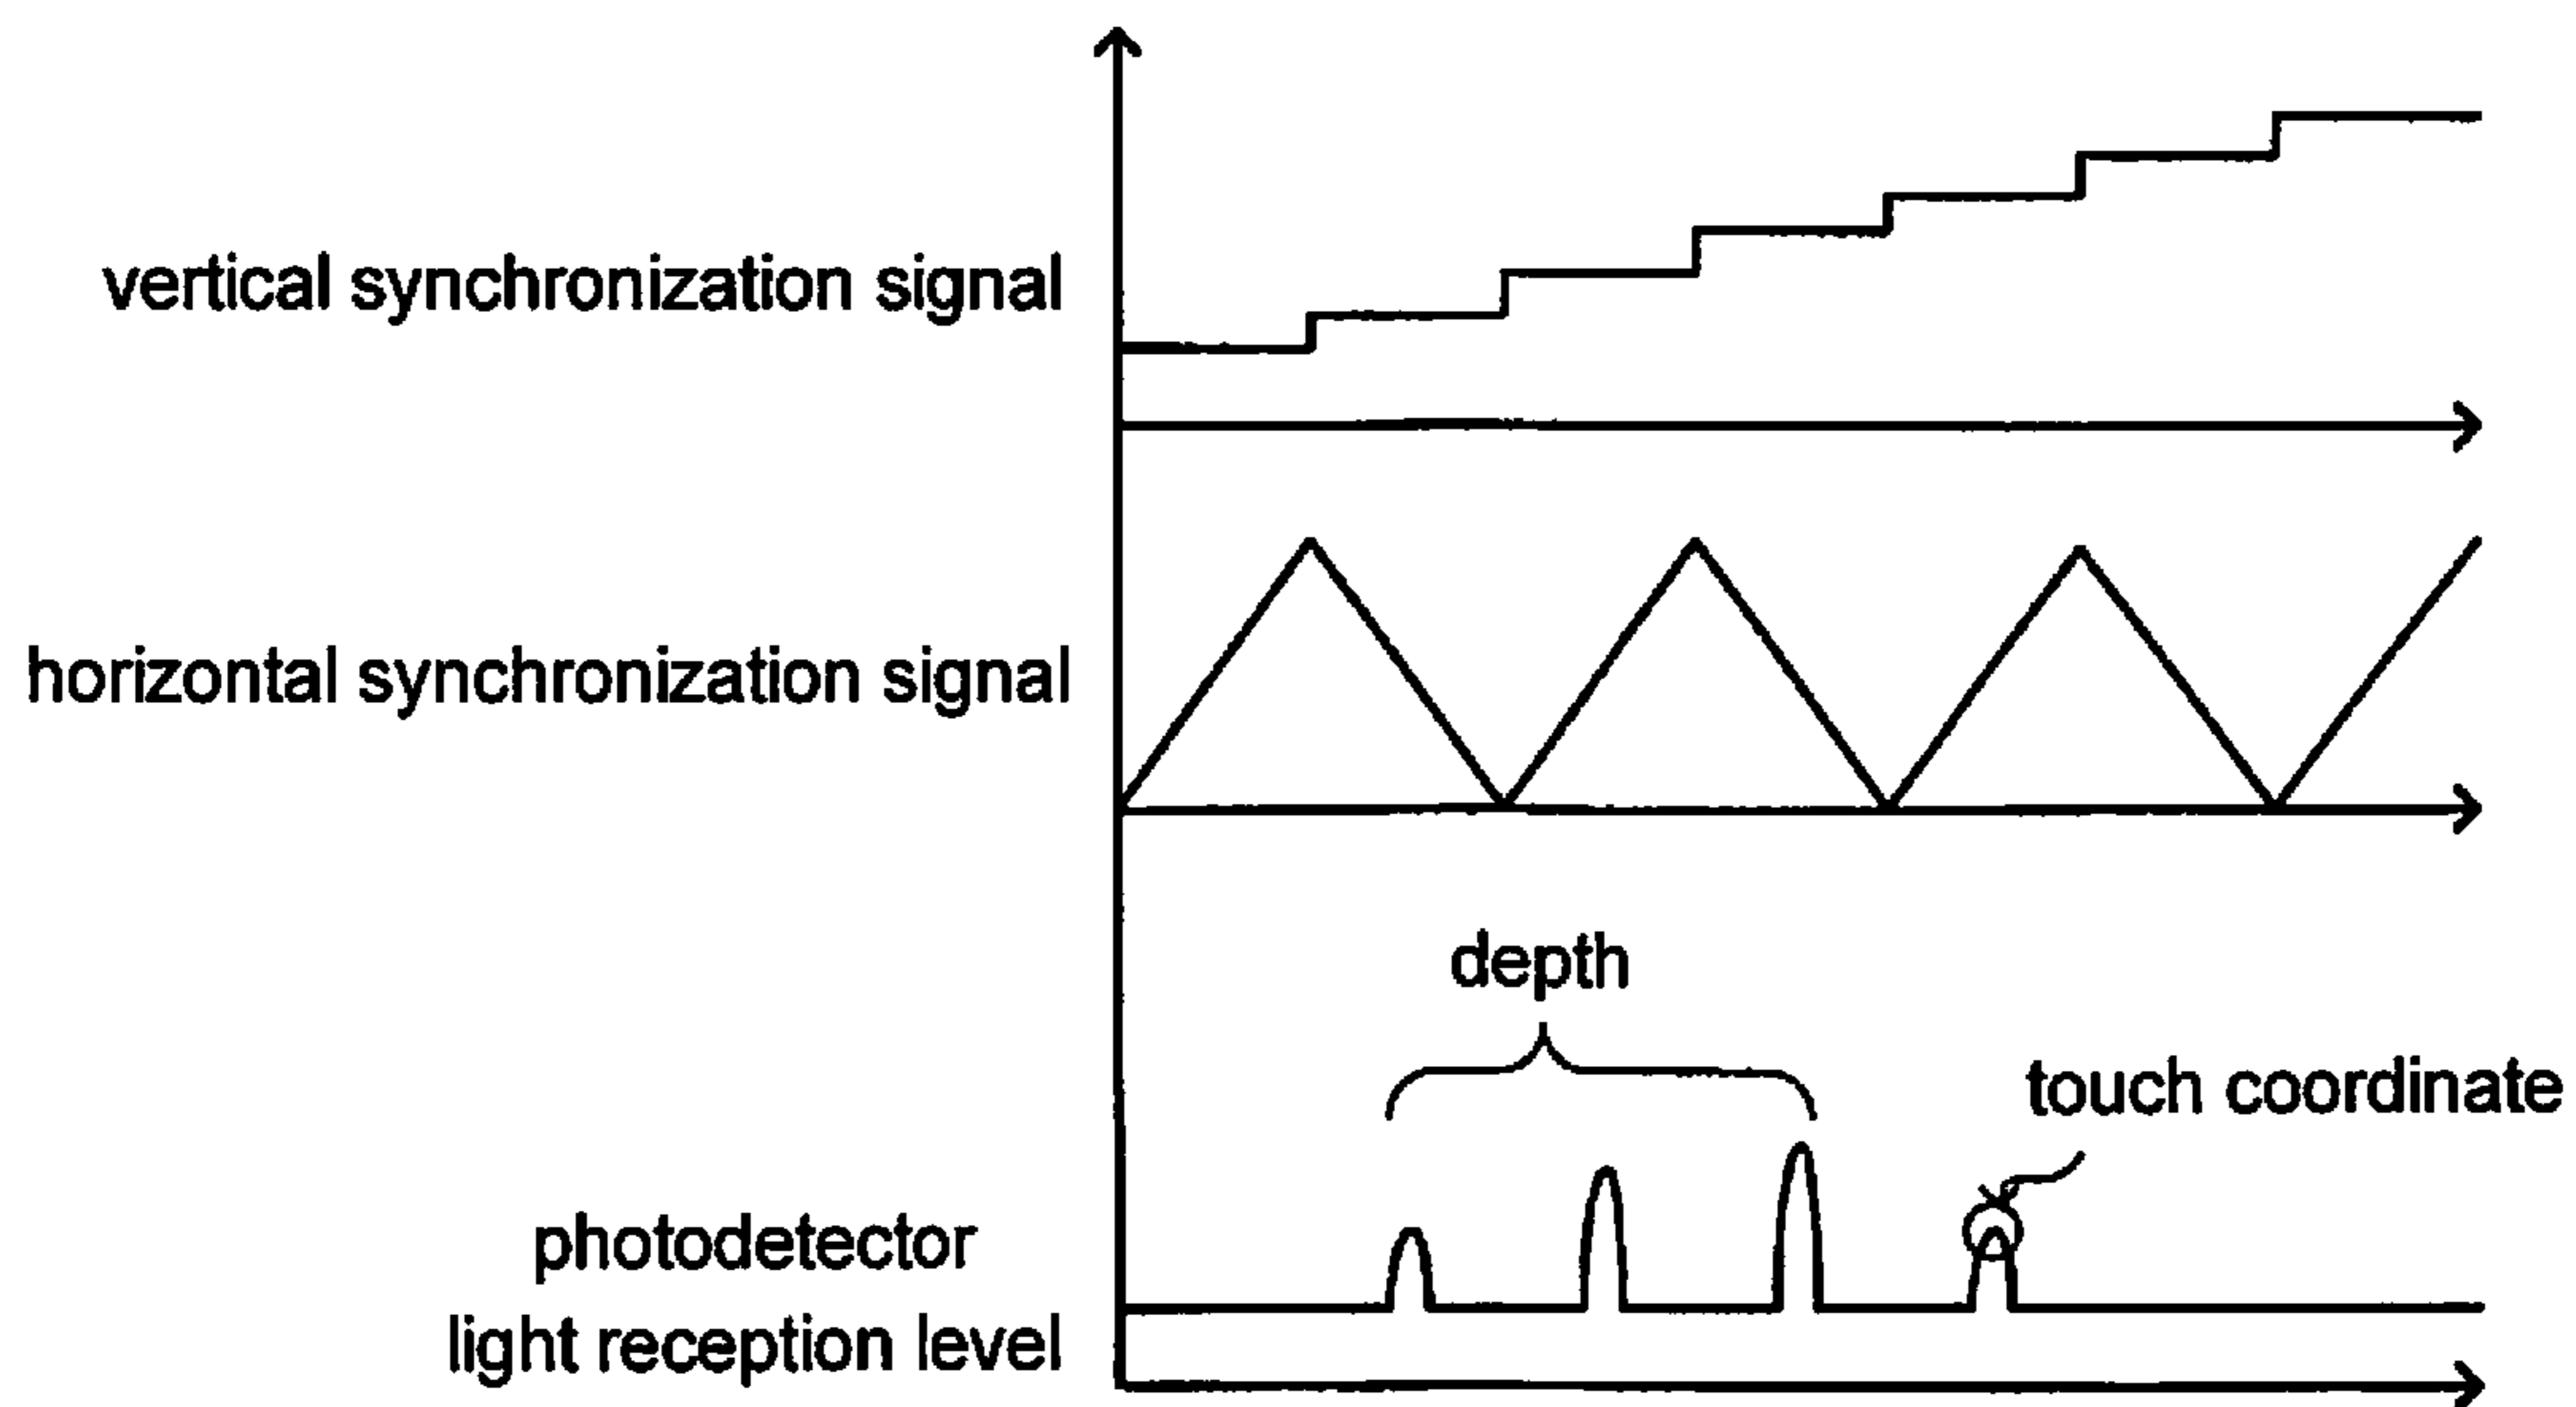 vertical synchronization signal
horizontal synchronization signal
depth
touch coordinate
photodetector
light reception level